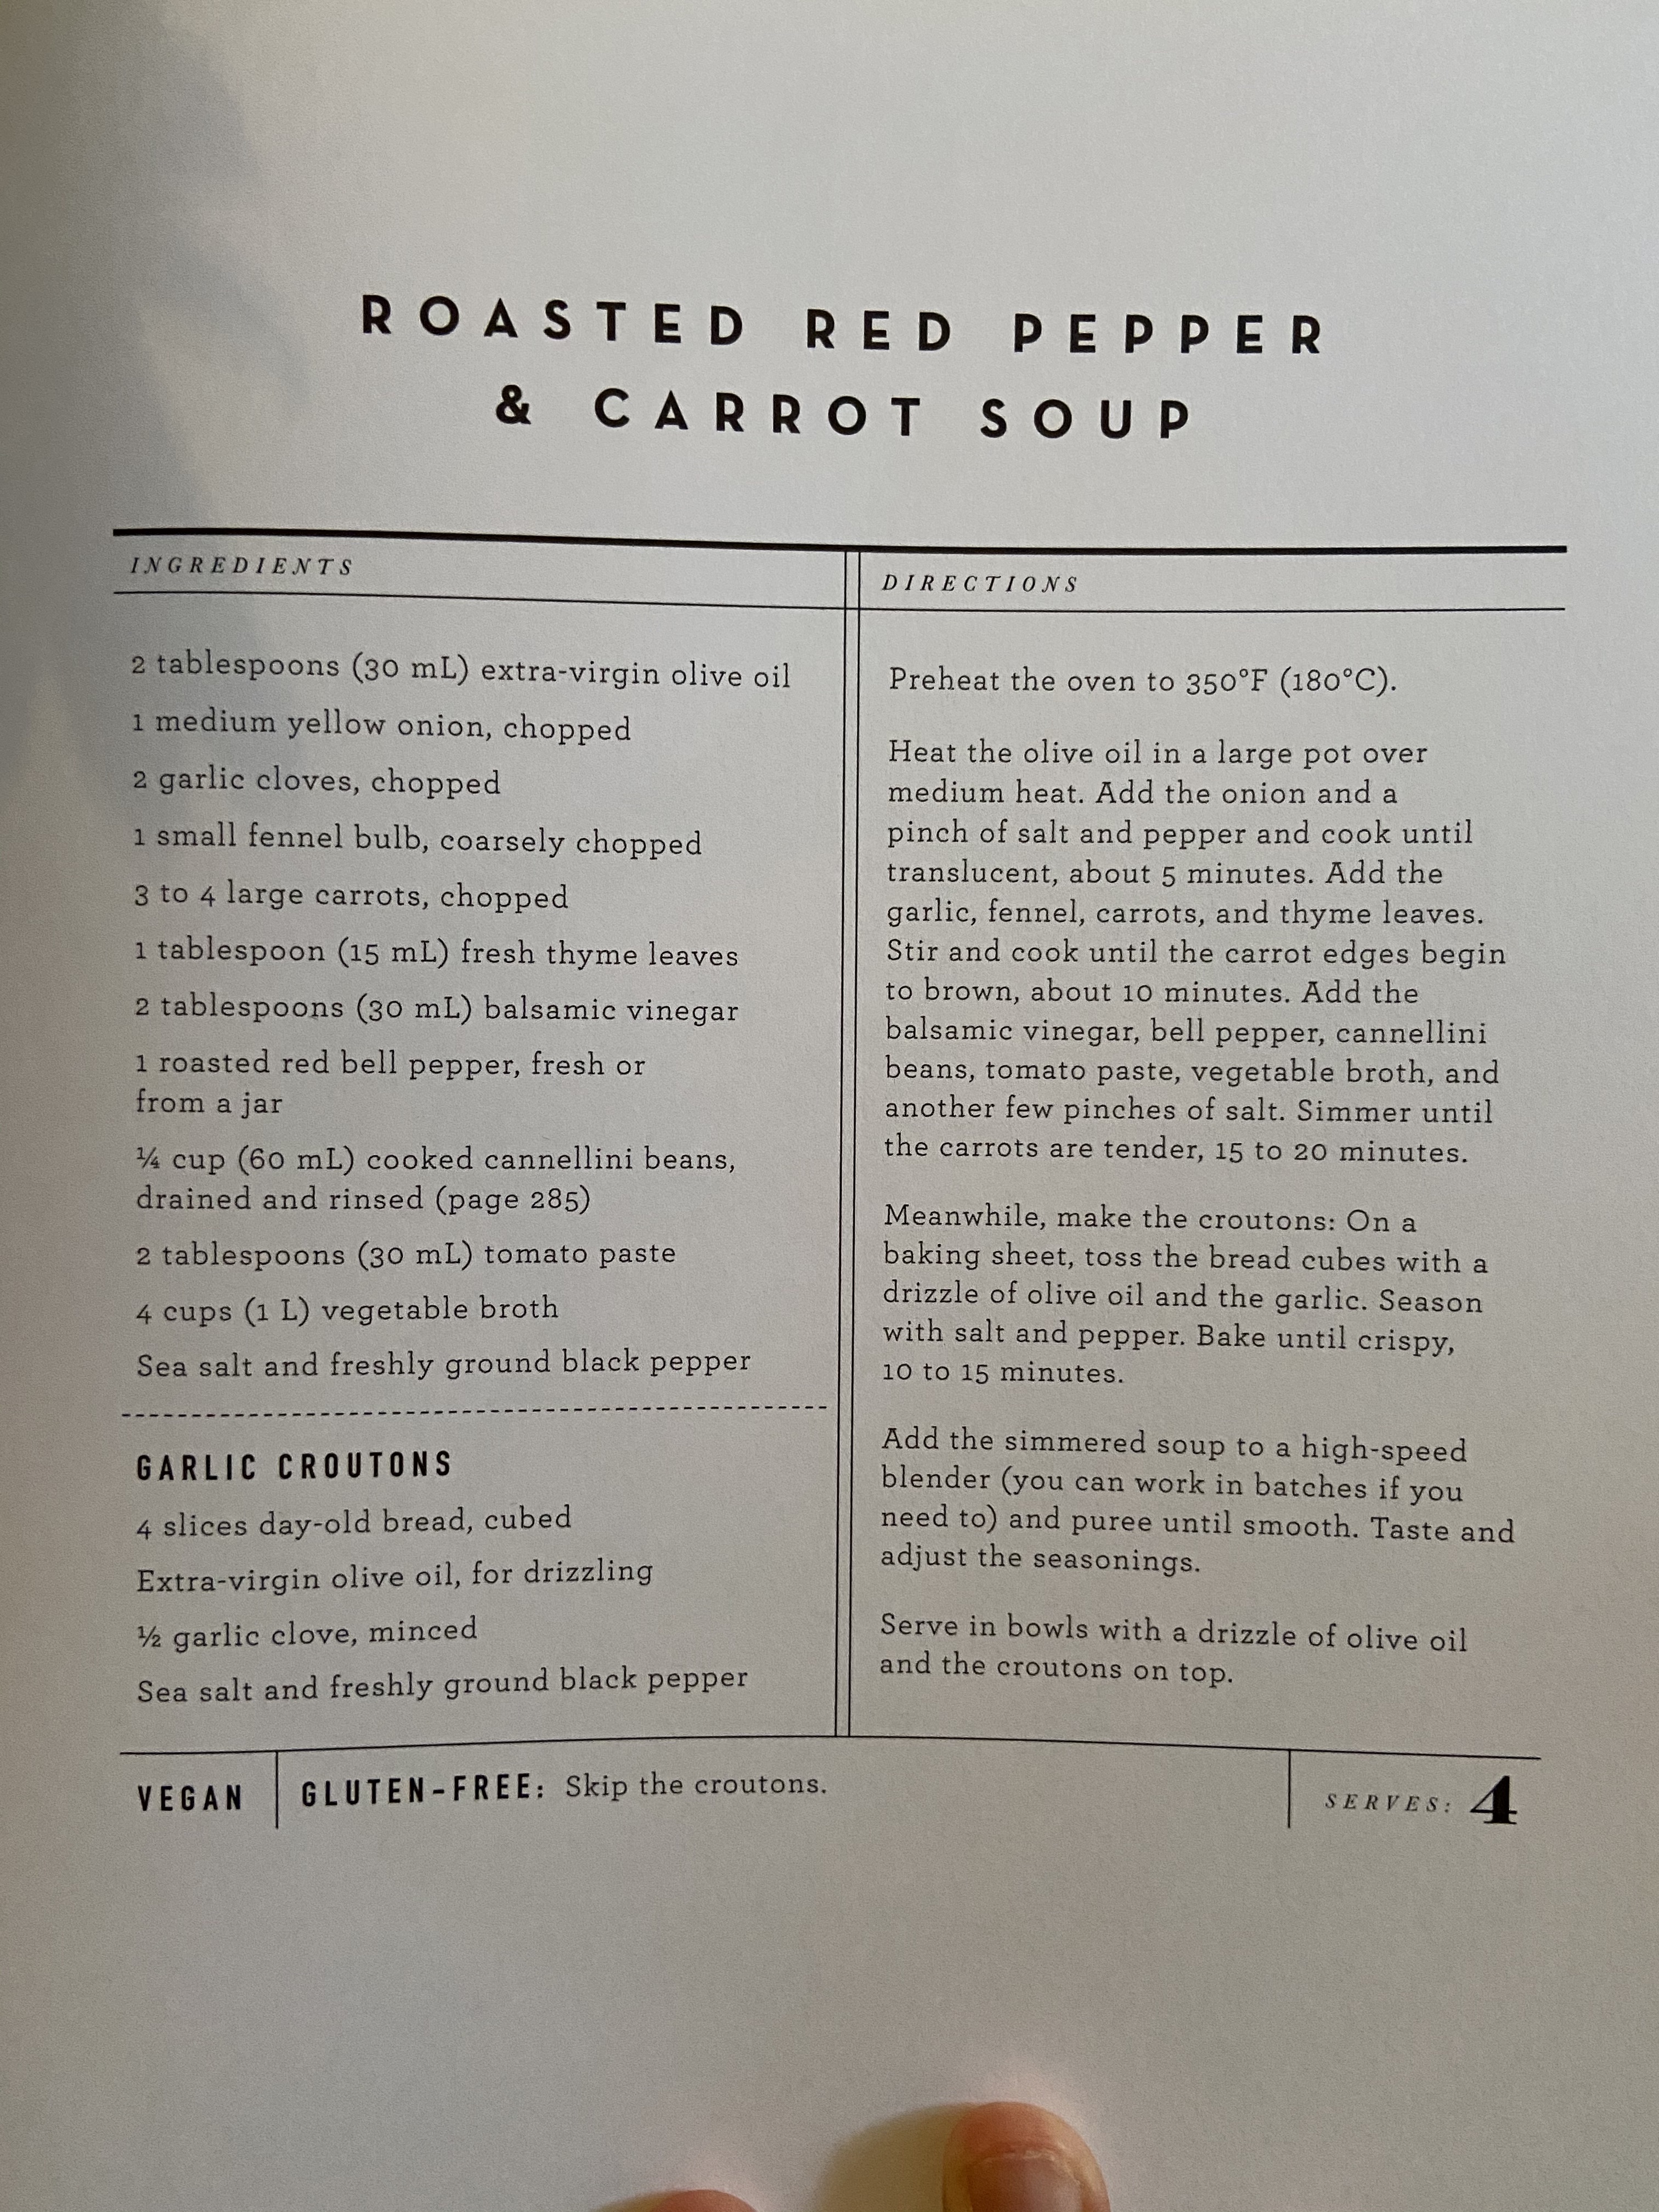 ROASTED RED PEPPER
& CARROT SOUP
INGREDIENTS
2 tablespoons (30 mL) extra-virgin olive oil
1 medium yellow onion, chopped
2 garlic cloves, chopped
1 small fennel bulb, coarsely chopped
3 to 4 large carrots, chopped
1 tablespoon (15 mL) fresh thyme leaves
2 tablespoons (30 mL) balsamic vinegar
1 roasted red bell pepper, fresh or
from a jar
¼ cup (60 mL) cooked cannellini beans,
drained and rinsed (page 285)
2 tablespoons (30 mL) tomato paste
4 cups (1 L) vegetable broth
Sea salt and freshly ground black pepper
GARLIC CROUTONS
4 slices day-old bread, cubed
Extra-virgin olive oil, for drizzling
½ garlic clove, minced
Sea salt and freshly ground black pepper
DIRECTIONS
Preheat the oven to 350°F (180°C).
Heat the olive oil in a large pot over
medium heat. Add the onion and a
pinch of salt and pepper and cook until
translucent, about 5 minutes. Add the
garlic, fennel, carrots, and thyme leaves.
Stir and cook until the carrot edges begin
to brown, about 10 minutes. Add the
balsamic vinegar, bell pepper, cannellini
beans, tomato paste, vegetable broth, and
another few pinches of salt. Simmer until
the carrots are tender, 15 to 20 minutes.
Meanwhile, make the croutons: On a
baking sheet, toss the bread cubes with a
drizzle of olive oil and the garlic. Season
with salt and pepper. Bake until crispy,
10 to 15 minutes.
Add the simmered soup to a high-speed
blender (you can work in batches if you
need to) and puree until smooth. Taste and
adjust the seasonings.
Serve in bowls with a drizzle of olive oil
and the croutons on top.
VEGAN
GLUTEN-FREE: Skip the croutons.
SERVES: 4